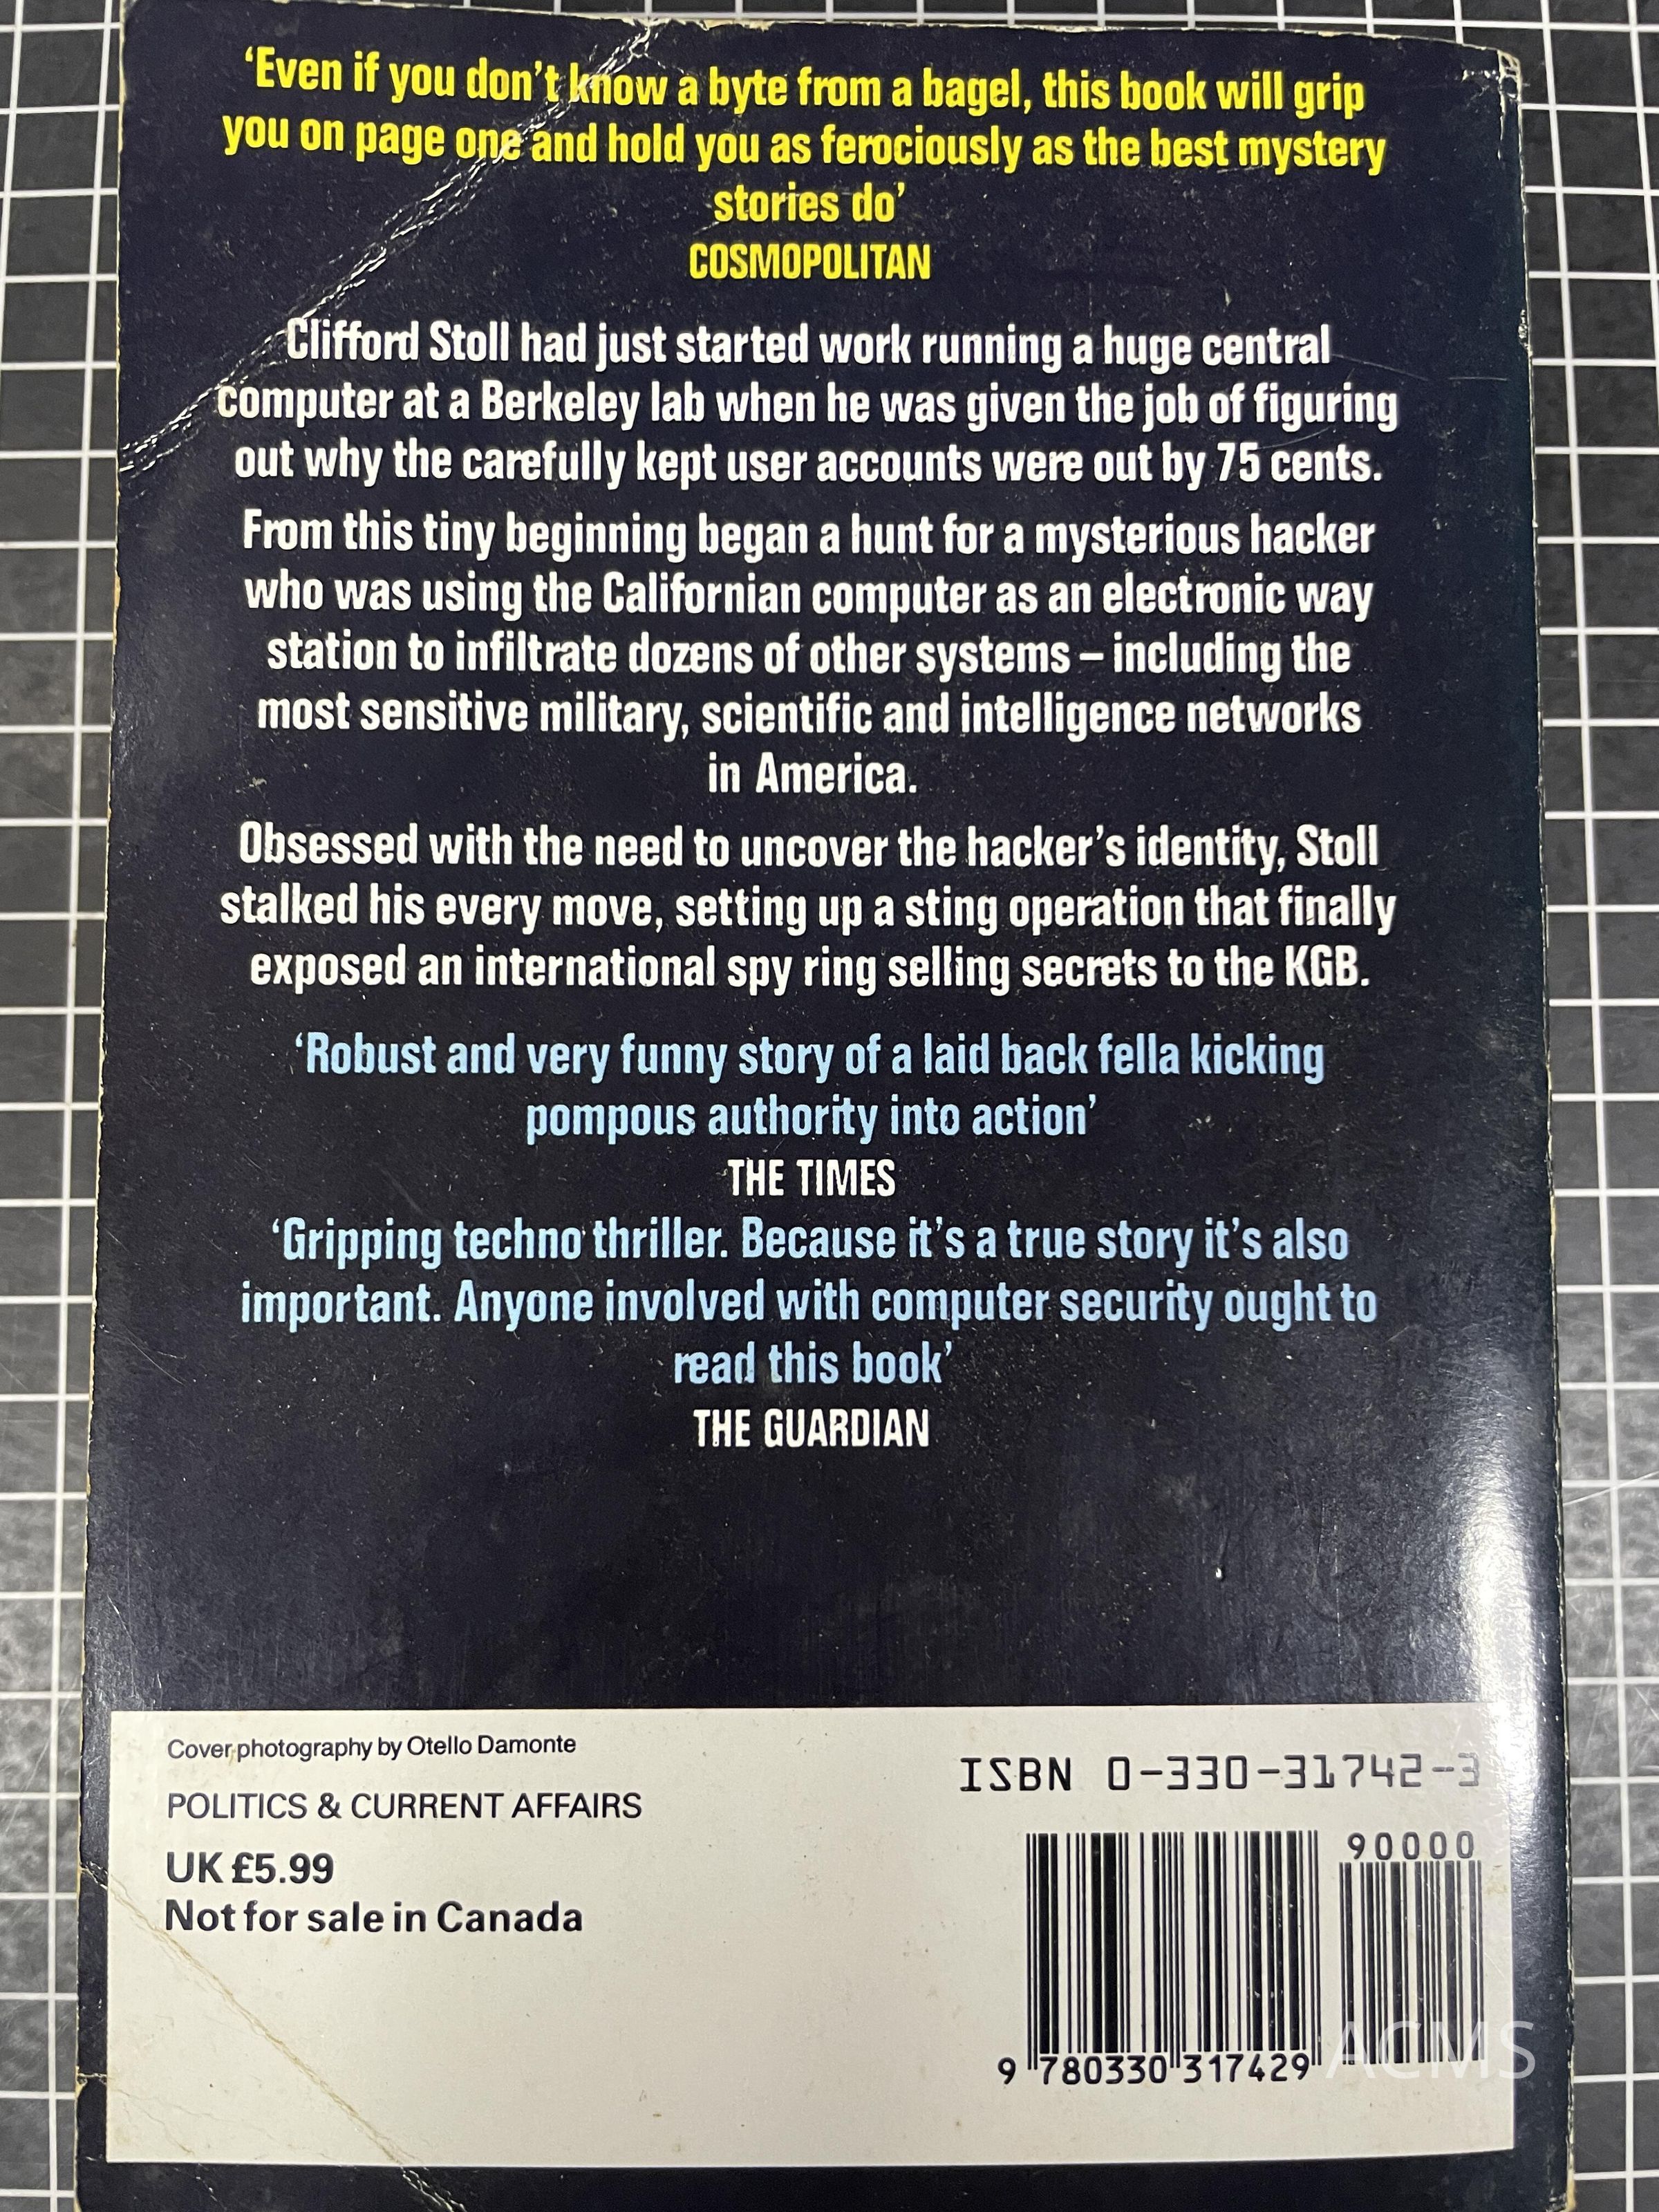 ‘Even if you don’t know a byte from a bagel, this book will grip
you on page one and hold you as ferociously as the best mystery
stories do’
COSMOPOLITAN
Clifford Stoll had just started work running a huge central
computer at a Berkeley lab when he was given the job of figuring
out why the carefully kept user accounts were out by 75 cents.
From this tiny beginning began a hunt for a mysterious hacker
who was using the Californian computer as an electronic way
station to infiltrate dozens of other systems – including the
most sensitive military, scientific and intelligence networks
in America.
Obsessed with the need to uncover the hacker’s identity, Stoll
stalked his every move, setting up a sting operation that finally
exposed an international spy ring selling secrets to the KGB.
‘Robust and very funny story of a laid back fella kicking
pompous authority into action’
THE TIMES
‘Gripping techno thriller. Because it’s a true story it’s also
important. Anyone involved with computer security ought to
read this book’
THE GUARDIAN
Cover photography by Otello Damonte
POLITICS & CURRENT AFFAIRS
UK £5.99
Not for sale in Canada
ISBN 0-330-31742-3
90000
9 780330 317429
ACMS